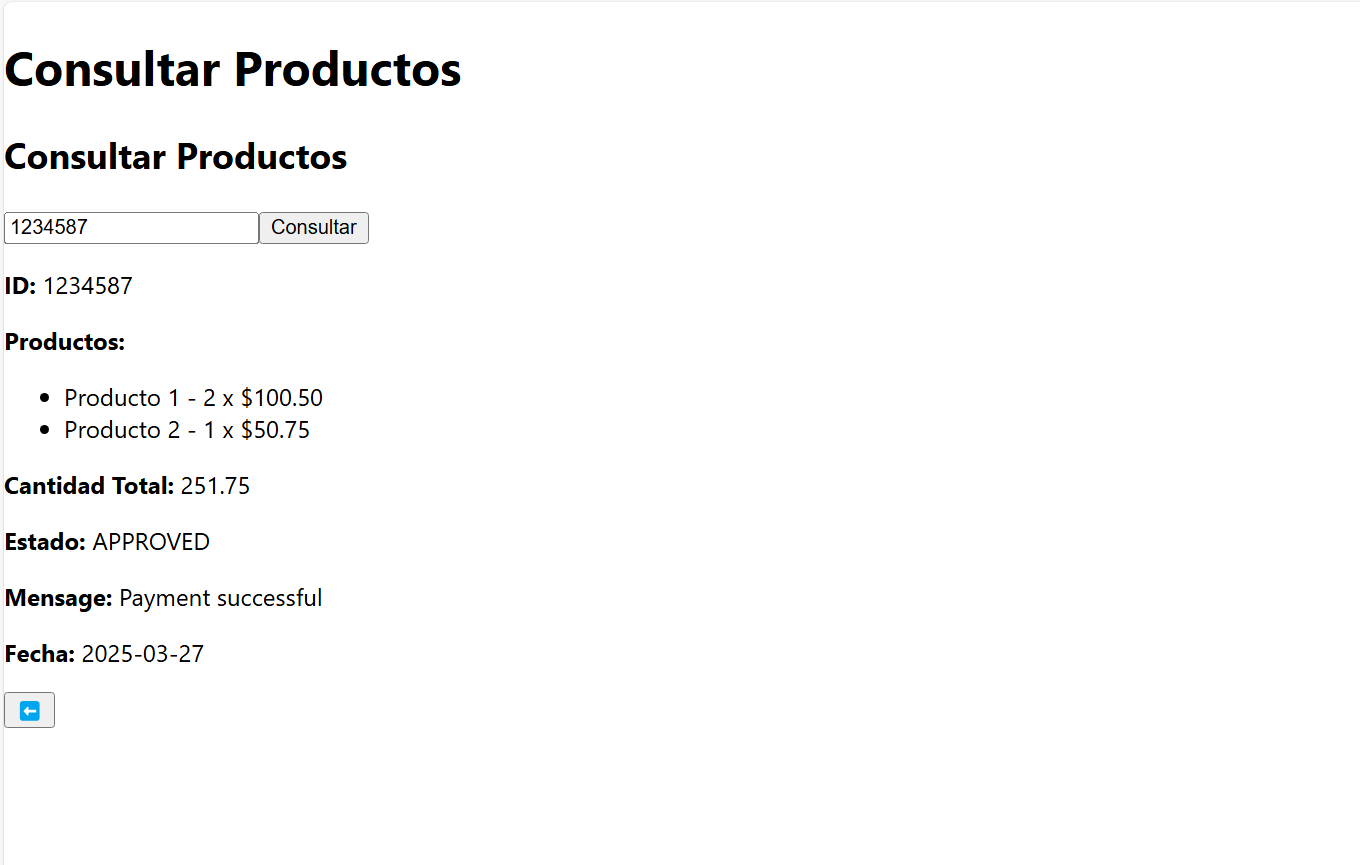 Consultar Productos
Consultar Productos
1234587 Consultar
ID: 1234587
Productos:
• Producto 1 - 2 x $100.50
• Producto 2 - 1 x $50.75
Cantidad Total: 251.75
Estado: APPROVED
Mensage: Payment successful
Fecha: 2025-03-27